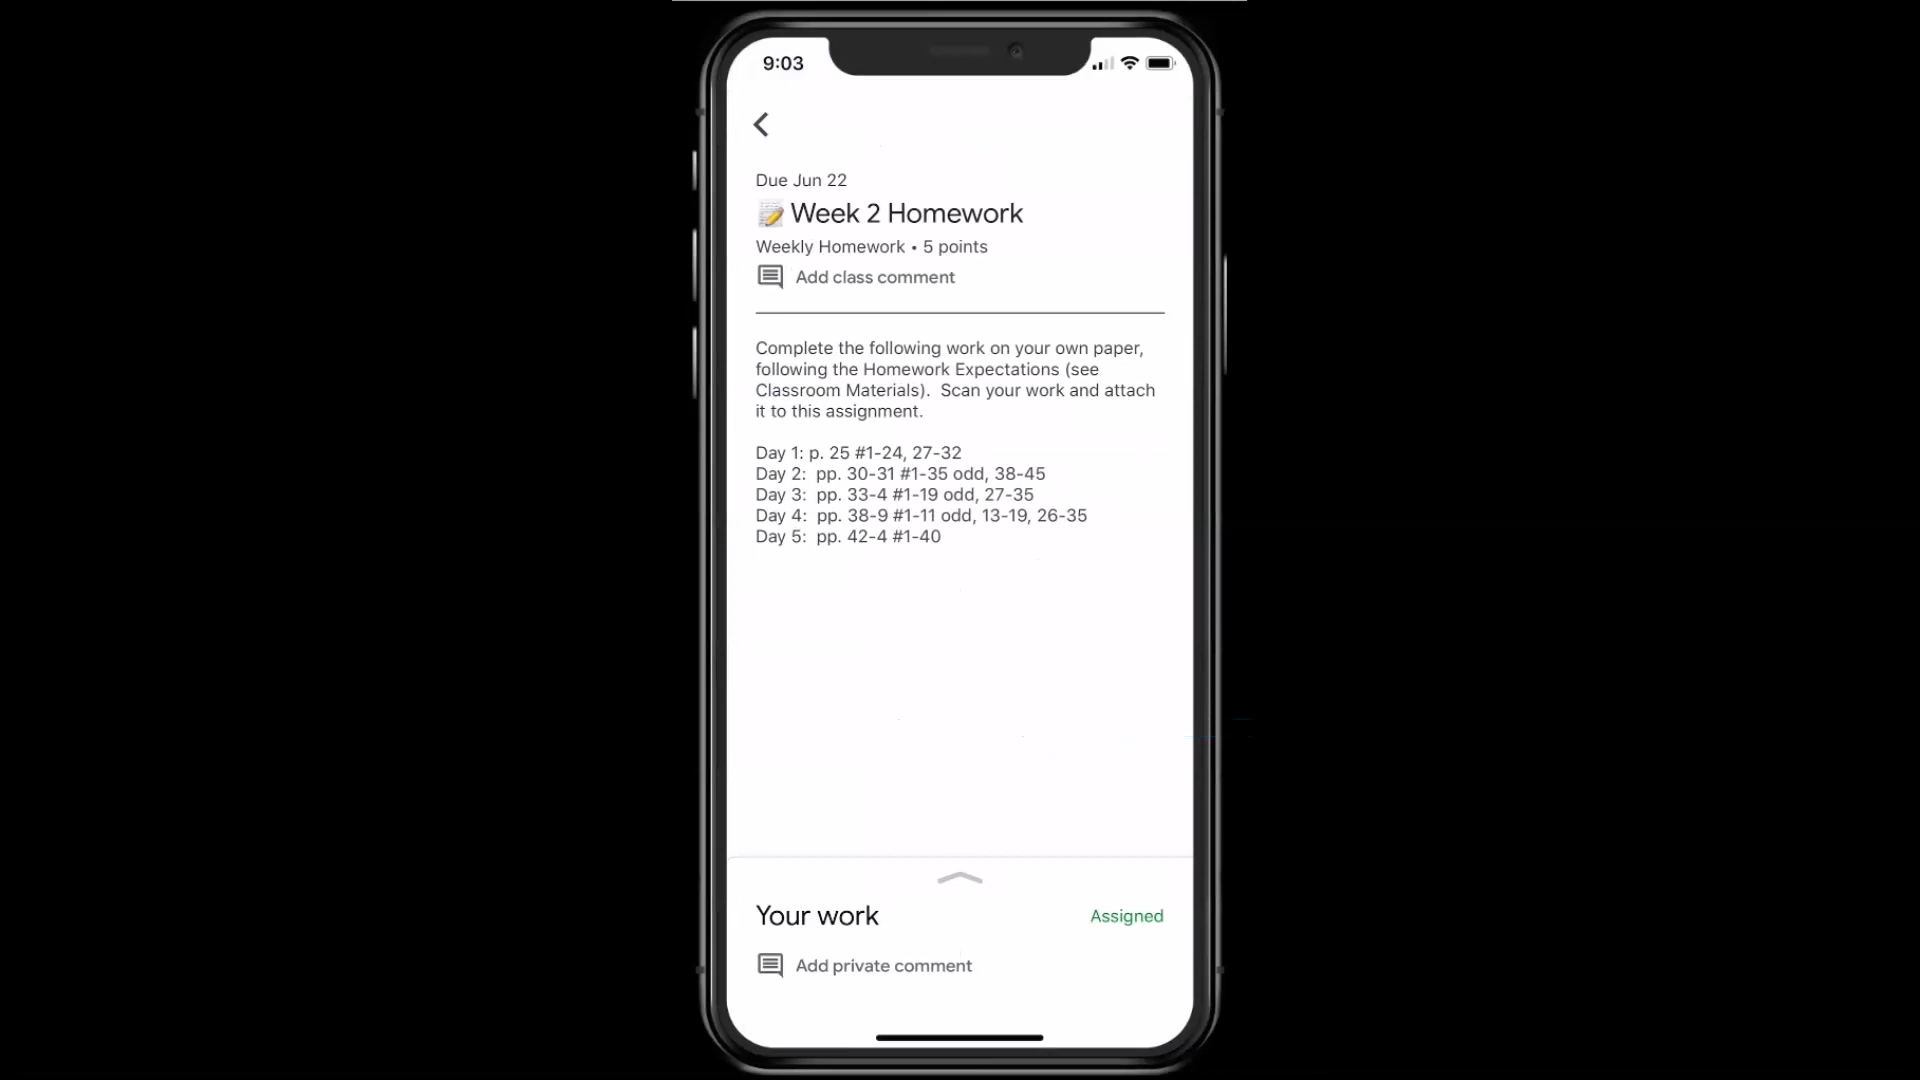 9:03
Due Jun 22
Week 2 Homework
Weekly Homework • 5 points
Add class comment
Complete the following work on your own paper,
following the Homework Expectations (see
Classroom Materials).  Scan your work and attach
it to this assignment.
Day 1: p. 25 #1-24, 27-32
Day 2:  pp. 30-31 #1-35 odd, 38-45
Day 3:  pp. 33-4 #1-19 odd, 27-35
Day 4:  pp. 38-9 #1-11 odd, 13-19, 26-35
Day 5:  pp. 42-4 #1-40
Your work
Assigned
Add private comment